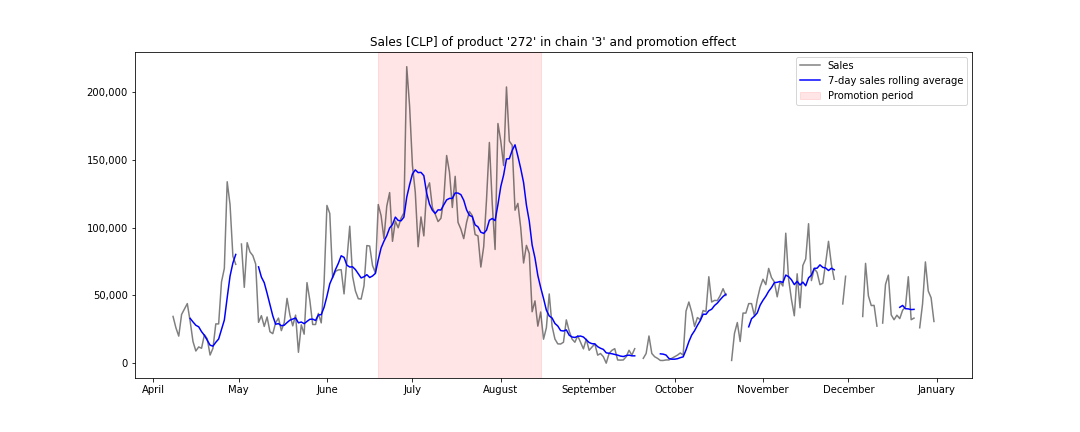 Sales [CLP] of product '272' in chain '3' and promotion effect
Sales
7-day sales rolling average
Promotion period
200,000
150,000
100,000
50,000
0
April May June July August September October November December January